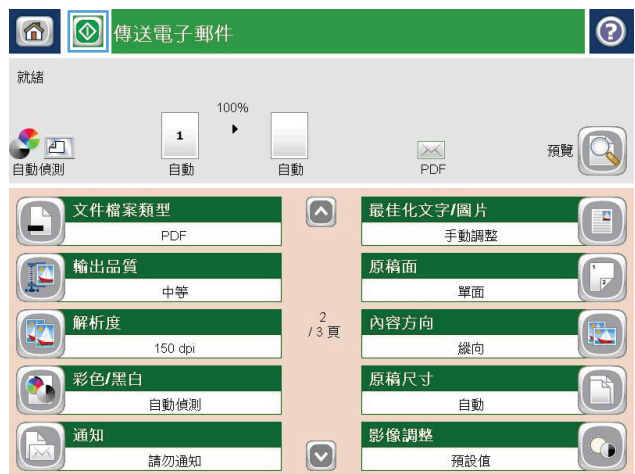 傳送電子郵件
?
就緒
100%
1
自動偵測
自動
自動
PDF
預覽
文件檔案類型
PDF
輸出品質
中等
解析度
150 dpi
彩色/黑白
自動偵測
通知
請勿通知
2
/ 3 頁
最佳化文字/圖片
手動調整
原稿面
單面
1
2
內容方向
縱向
原稿尺寸
自動
影像調整
預設值